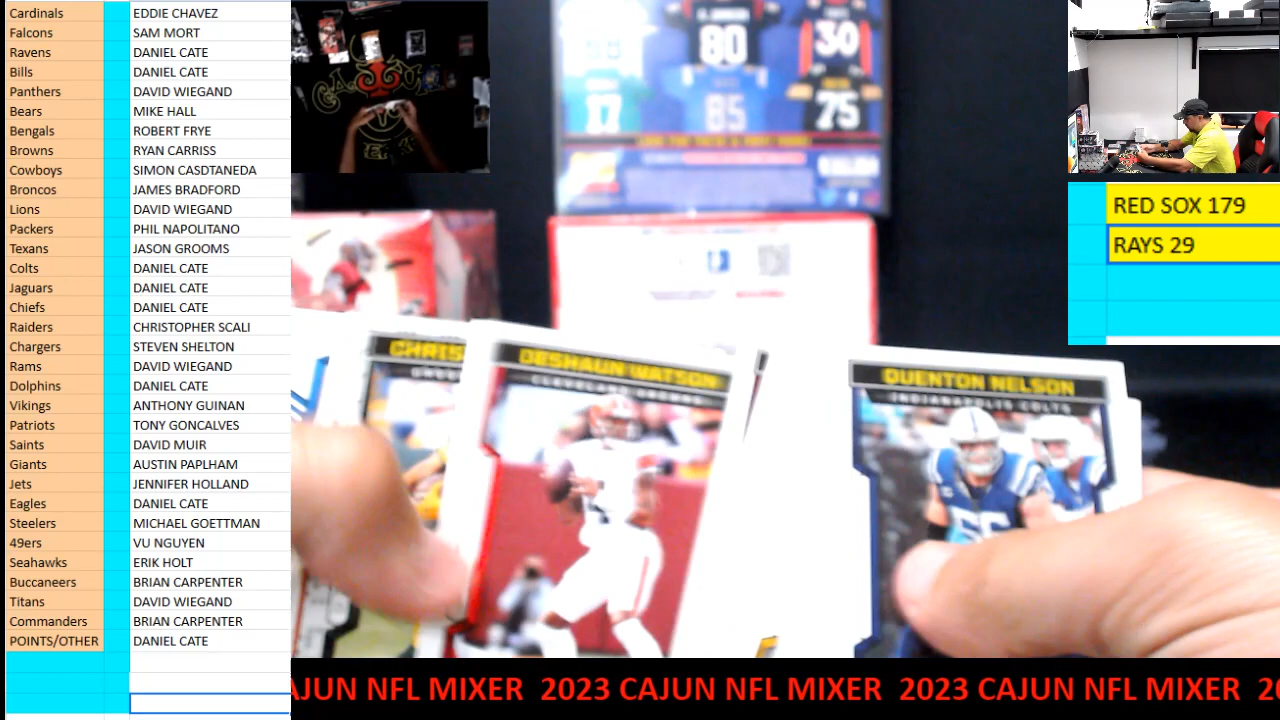 Cardinals EDDIE CHAVEZ
Falcons SAM MORT
Ravens DANIEL CATE
Bills DANIEL CATE
Panthers DAVID WIEGAND
Bears MIKE HALL
Bengals ROBERT FRYE
Browns RYAN CARRISS
Cowboys SIMON CASDTANEDA
Broncos JAMES BRADFORD
Lions DAVID WIEGAND
Packers PHIL NAPOLITANO
Texans JASON GROOMS
Colts DANIEL CATE
Jaguars DANIEL CATE
Chiefs DANIEL CATE
Raiders CHRISTOPHER SCALI
Chargers STEVEN SHELTON
Rams DAVID WIEGAND
Dolphins DANIEL CATE
Vikings ANTHONY GUINAN
Patriots TONY GONCALVES
Saints DAVID MUIR
Giants AUSTIN PAPLHAM
Jets JENNIFER HOLLAND
Eagles DANIEL CATE
Steelers MICHAEL GOETTMAN
49ers VU NGUYEN
Seahawks ERIK HOLT
Buccaneers BRIAN CARPENTER
Titans DAVID WIEGAND
Commanders BRIAN CARPENTER
POINTS/OTHER DANIEL CATE
80
30
17
85
75
RED SOX 179
RAYS 29
CHRIS
DESHAUN WATSON
CLEVELAND BROWNS
QUENTON NELSON
INDIANAPOLIS COLTS
56
AJUN NFL MIXER 2023 CAJUN NFL MIXER 2023 CAJUN NFL MIXER 20